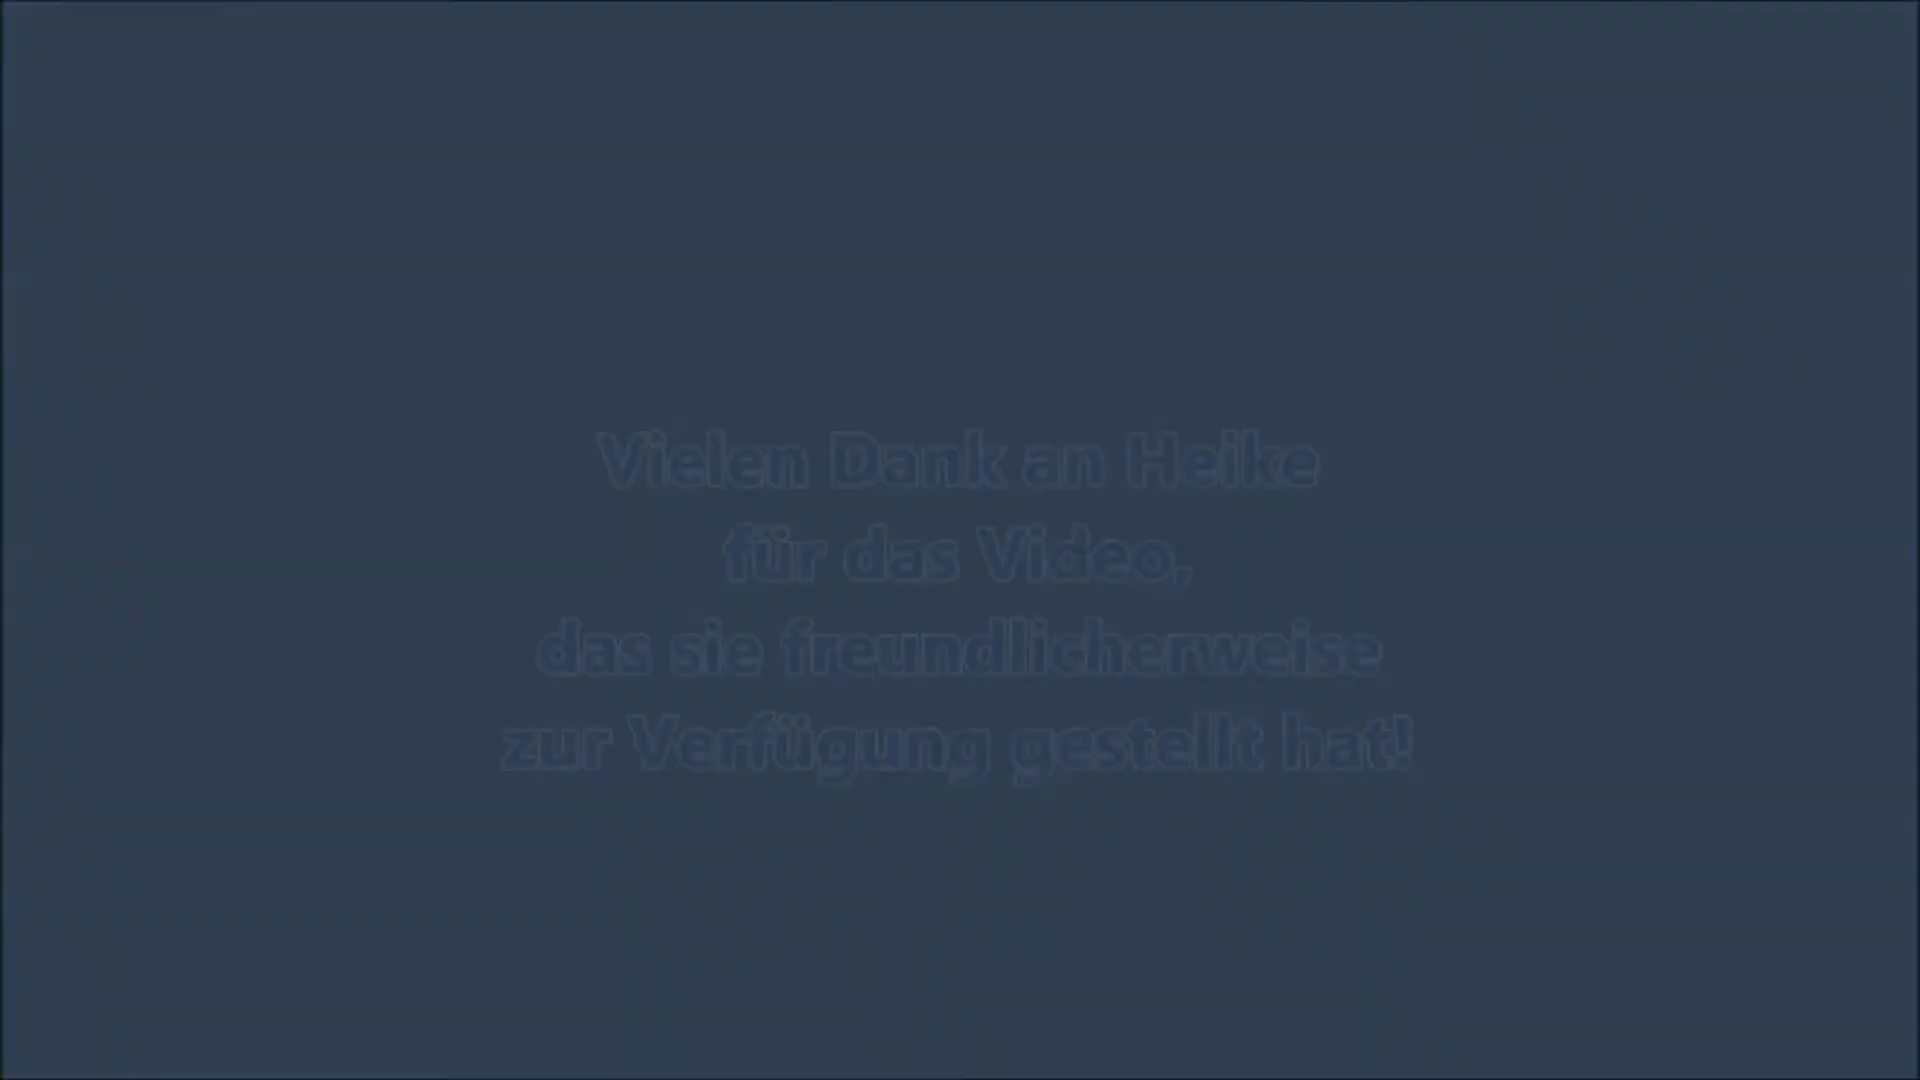 Vielen Dank an Heike
für das Video,
das sie freundlicherweise
zur Verfügung gestellt hat!